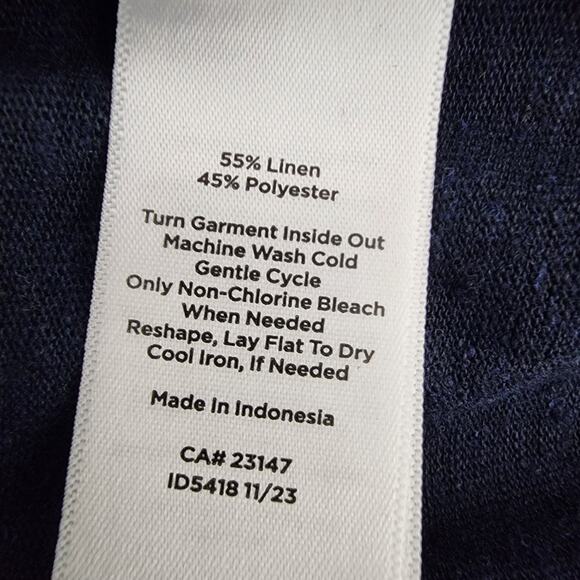 55% Linen
45% Polyester
Turn Garment Inside Out
Machine Wash Cold
Gentle Cycle
Only Non-Chlorine Bleach
When Needed
Reshape, Lay Flat To Dry
Cool Iron, If Needed
Made In Indonesia
CA# 23147
ID5418 11/23